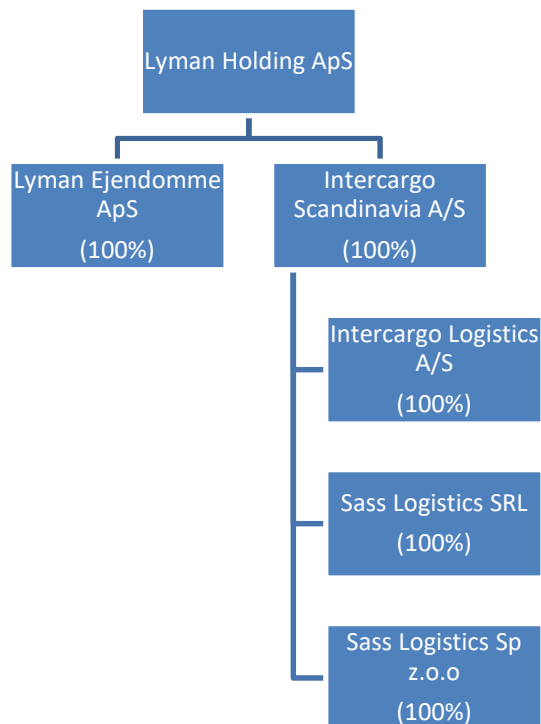 Lyman Holding ApS
Lyman Ejendomme
ApS
(100%)
Intercargo
Scandinavia A/S
(100%)
Intercargo Logistics
A/S
(100%)
Sass Logistics SRL
(100%)
Sass Logistics Sp
z.o.o
(100%)